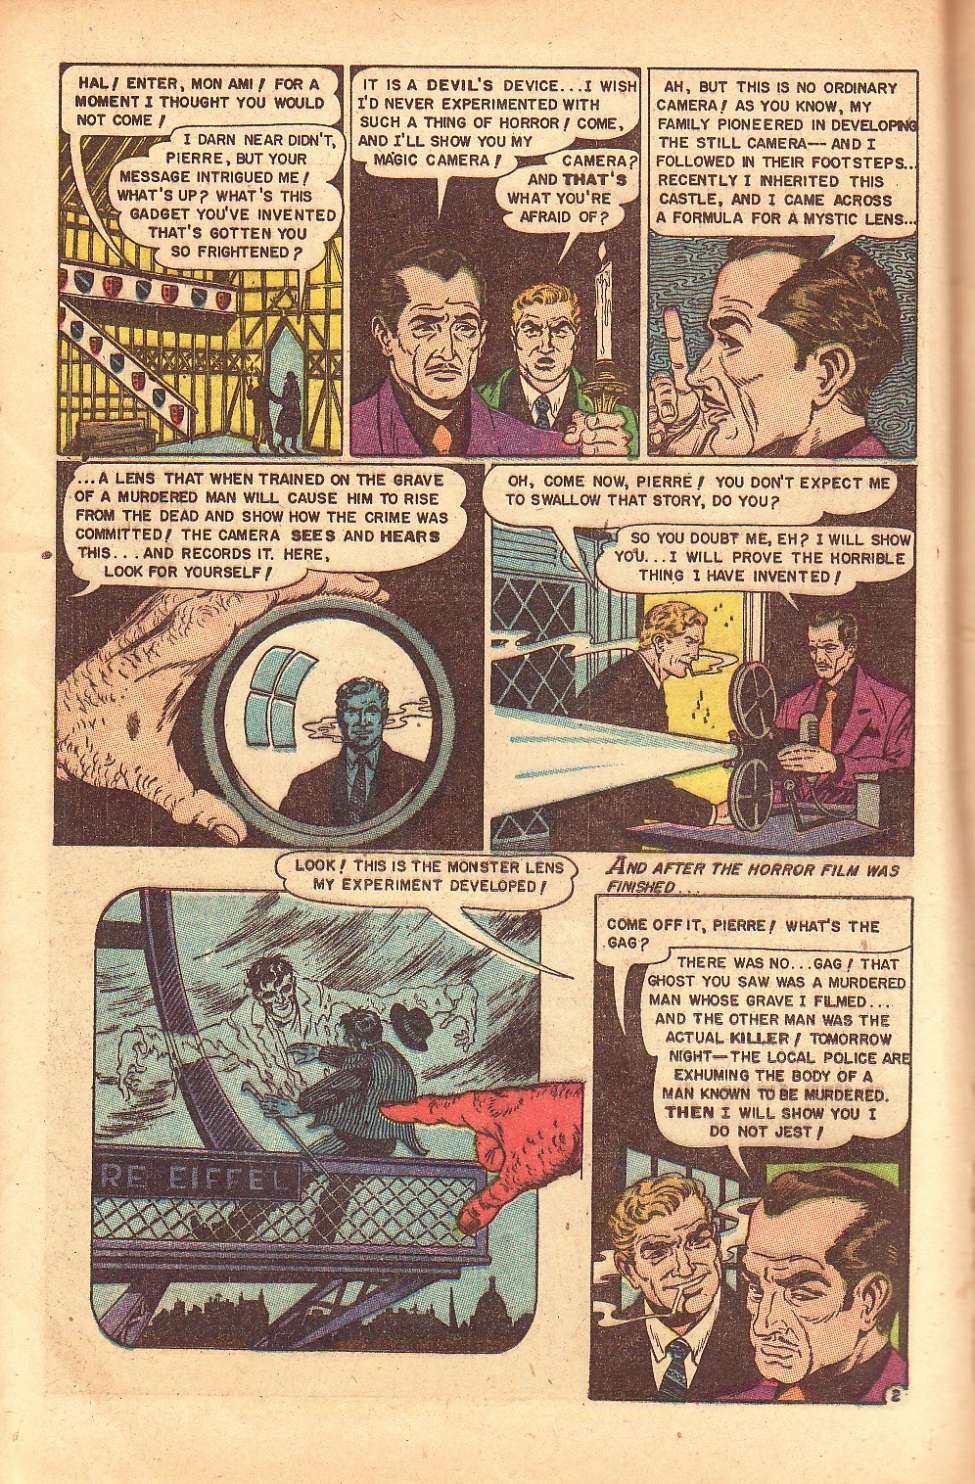 HAL! ENTER, MON AMI! FOR A
MOMENT I THOUGHT YOU WOULD
NOT COME!
I DARN NEAR DIDN'T,
PIERRE, BUT YOUR
MESSAGE INTRIGUED ME!
WHAT'S UP? WHAT'S THIS
GADGET YOU'VE INVENTED
THAT'S GOTTEN YOU
SO FRIGHTENED?
IT IS A DEVIL'S DEVICE...I WISH
I'D NEVER EXPERIMENTED WITH
SUCH A THING OF HORROR! COME,
AND I'LL SHOW YOU MY
MAGIC CAMERA!
CAMERA?
AND THAT'S
WHAT YOU'RE
AFRAID OF?
AH, BUT THIS IS NO ORDINARY
CAMERA! AS YOU KNOW, MY
FAMILY PIONEERED IN DEVELOPING
THE STILL CAMERA-- AND I
FOLLOWED IN THEIR FOOTSTEPS...
RECENTLY I INHERITED THIS
CASTLE, AND I CAME ACROSS
A FORMULA FOR A MYSTIC LENS...
...A LENS THAT WHEN TRAINED ON THE GRAVE
OF A MURDERED MAN WILL CAUSE HIM TO RISE
FROM THE DEAD AND SHOW HOW THE CRIME WAS
COMMITTED! THE CAMERA SEES AND HEARS
THIS...AND RECORDS IT. HERE,
LOOK FOR YOURSELF!
OH, COME NOW, PIERRE! YOU DON'T EXPECT ME
TO SWALLOW THAT STORY, DO YOU?
SO YOU DOUBT ME, EH? I WILL SHOW
YOU...I WILL PROVE THE HORRIBLE
THING I HAVE INVENTED!
LOOK! THIS IS THE MONSTER LENS
MY EXPERIMENT DEVELOPED!
RE EIFFEL
AND AFTER THE HORROR FILM WAS
FINISHED...
COME OFF IT, PIERRE! WHAT'S THE
GAG?
THERE WAS NO...GAG! THAT
GHOST YOU SAW WAS A MURDERED
MAN WHOSE GRAVE I FILMED...
AND THE OTHER MAN WAS THE
ACTUAL KILLER! TOMORROW
NIGHT--THE LOCAL POLICE ARE
EXHUMING THE BODY OF A
MAN KNOWN TO BE MURDERED.
THEN I WILL SHOW YOU I
DO NOT JEST!
2